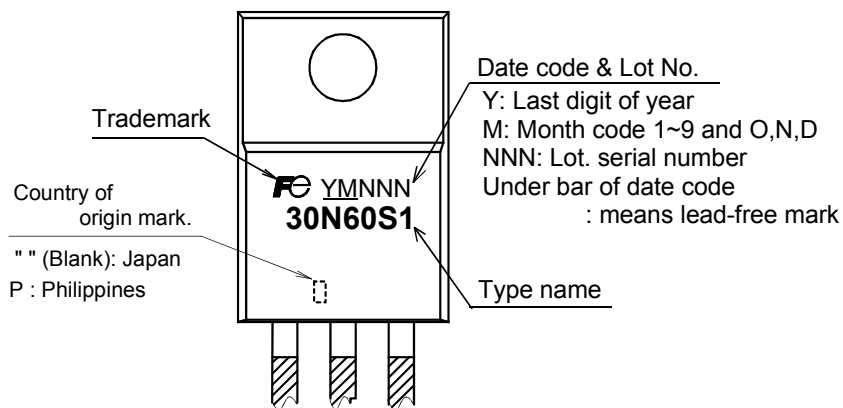 Date code & Lot No.
Y: Last digit of year
M: Month code 1~9 and O,N,D
NNN: Lot. serial number
Under bar of date code
: means lead-free mark
Trademark
Fe YMNNN
30N60S1
Country of
origin mark.
" " (Blank): Japan
P : Philippines
Type name